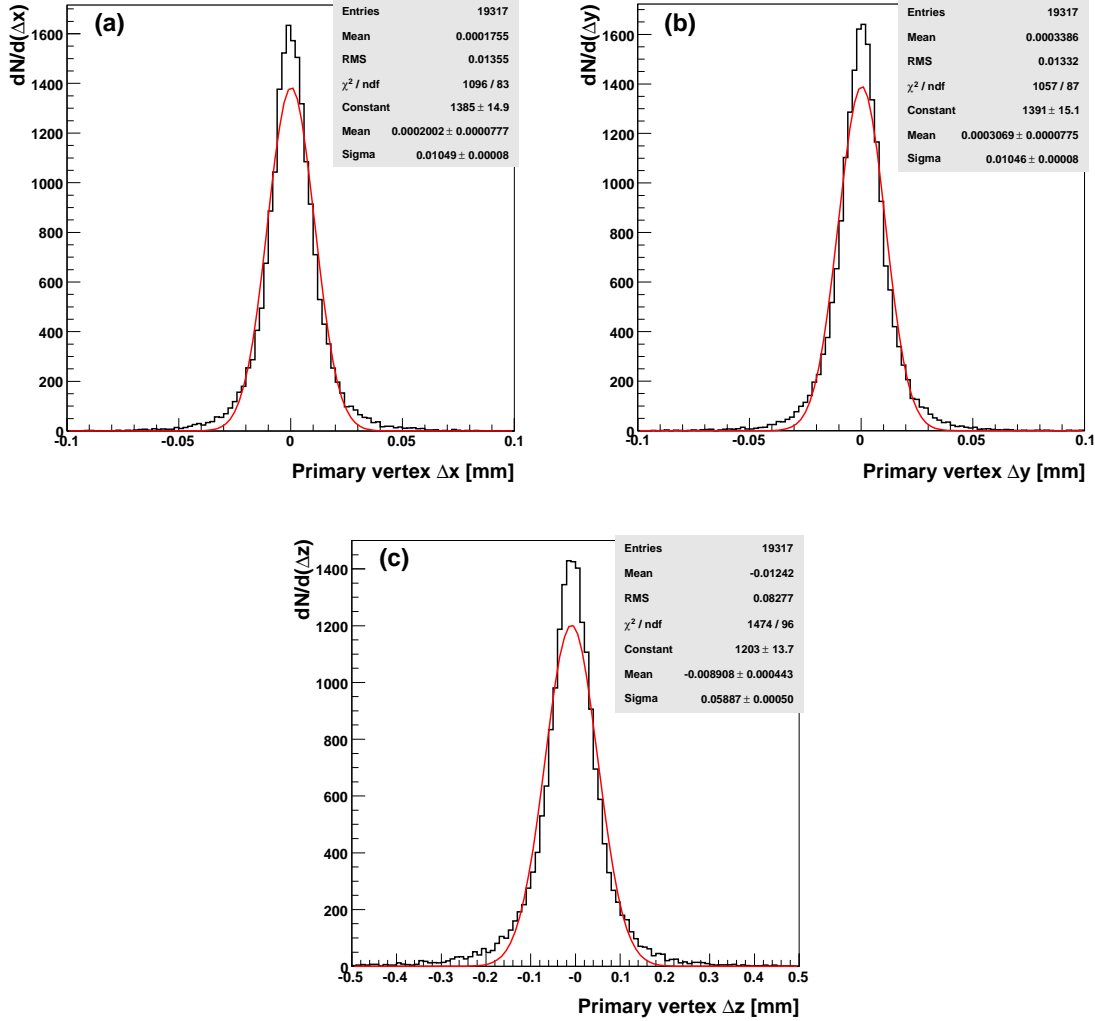 (a)
dN/d(Δx)
Entries 19317
Mean 0.0001755
RMS 0.01355
χ² / ndf 1096 / 83
Constant 1385 ± 14.9
Mean 0.0002002 ± 0.0000777
Sigma 0.01049 ± 0.00008
1600
1400
1200
1000
800
600
400
200
0
-0.1 -0.05 0 0.05 0.1
Primary vertex Δx [mm]
(b)
dN/d(Δy)
Entries 19317
Mean 0.0003386
RMS 0.01332
χ² / ndf 1057 / 87
Constant 1391 ± 15.1
Mean 0.0003069 ± 0.0000775
Sigma 0.01046 ± 0.00008
1600
1400
1200
1000
800
600
400
200
0
-0.1 -0.05 0 0.05 0.1
Primary vertex Δy [mm]
(c)
dN/d(Δz)
Entries 19317
Mean -0.01242
RMS 0.08277
χ² / ndf 1474 / 96
Constant 1203 ± 13.7
Mean -0.008908 ± 0.000443
Sigma 0.05887 ± 0.00050
1400
1200
1000
800
600
400
200
0
-0.5 -0.4 -0.3 -0.2 -0.1 -0 0.1 0.2 0.3 0.4 0.5
Primary vertex Δz [mm]